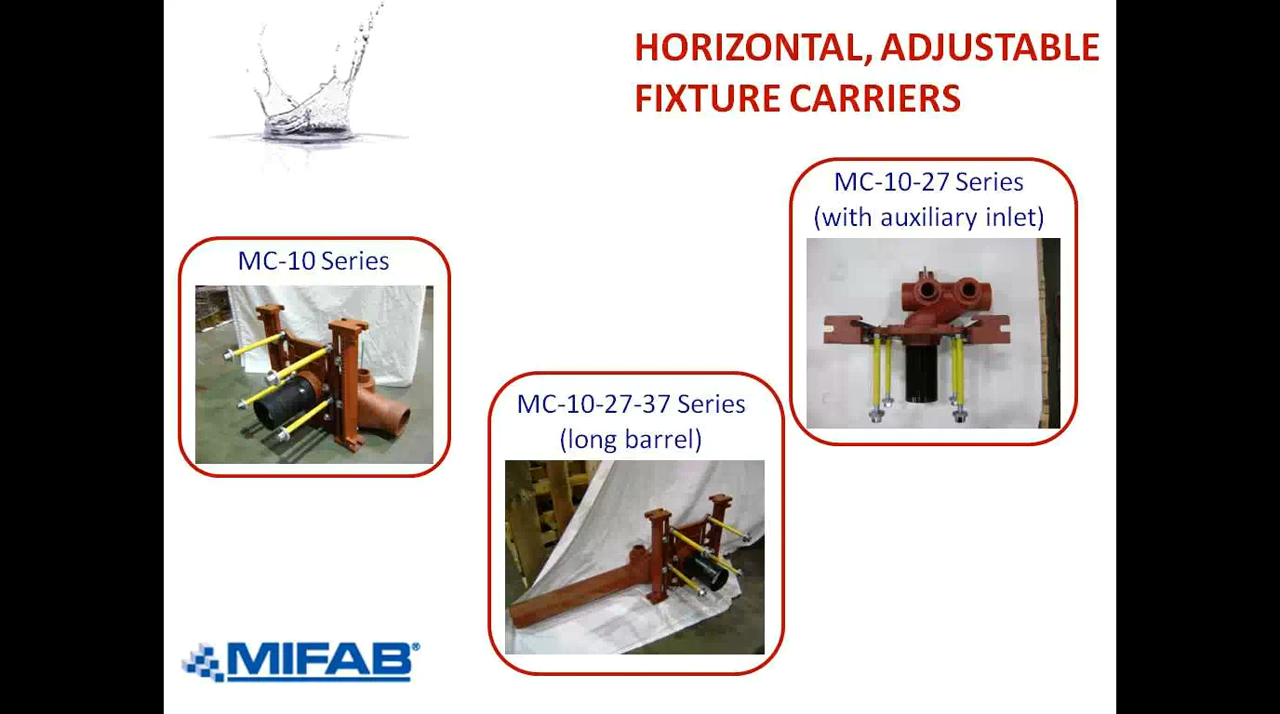 HORIZONTAL, ADJUSTABLE
FIXTURE CARRIERS
MC-10-27 Series
(with auxiliary inlet)
MC-10 Series
MC-10-27-37 Series
(long barrel)
MIFAB®